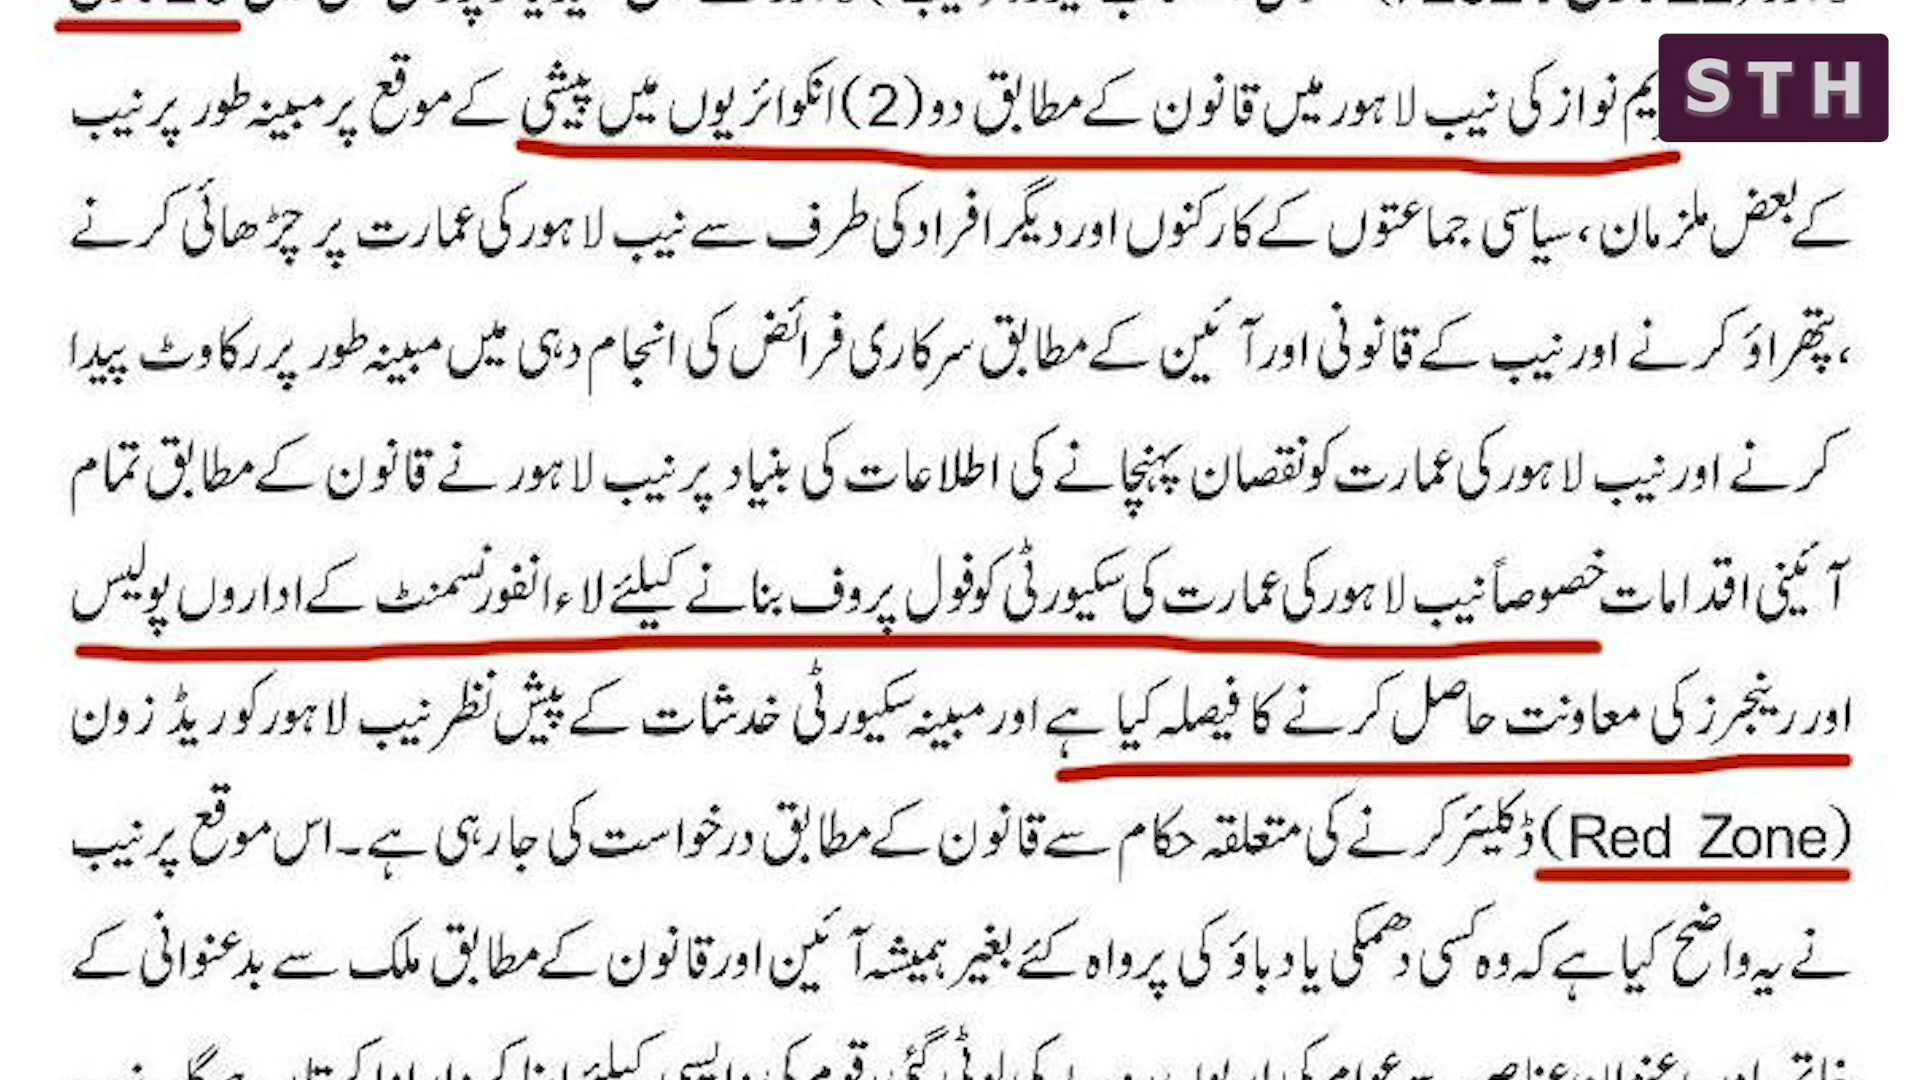 STH
نواز کی نیب لاہور میں قانون کے مطابق دو (2) انکوائریوں میں پیشی کے موقع پر مبینہ طور پر نیب
کے بعض ملزمان، سیاسی جماعتوں کے کارکنوں اور دیگر افراد کی طرف سے نیب لاہور کی عمارت پر چڑھائی کرنے
،پتھراؤ کرنے اور نیب کے قانونی اور آئین کے مطابق سرکاری فرائض کی انجام دہی میں مبینہ طور پر رکاوٹ پیدا
کرنے اور نیب لاہور کی عمارت کو نقصان پہنچانے کی اطلاعات کی بنیاد پر نیب لاہور نے قانون کے مطابق تمام
آئینی اقدامات خصوصاً نیب لاہور کی عمارت کی سکیورٹی کو فول پروف بنانے کیلئے لاء انفورنسمنٹ کے اداروں پولیس
اور رینجرز کی معاونت حاصل کرنے کا فیصلہ کیا ہے اور مبینہ سکیورٹی خدشات کے پیش نظر نیب لاہور کو ریڈ زون
(Red Zone) ڈکلیئر کرنے کی متعلقہ حکام سے قانون کے مطابق درخواست کی جا رہی ہے۔ اس موقع پر نیب
نے یہ واضح کیا ہے کہ وہ کسی دھمکی یا دباؤ کی پرواہ کئے بغیر ہمیشہ آئین اور قانون کے مطابق ملک سے بدعنوانی کے